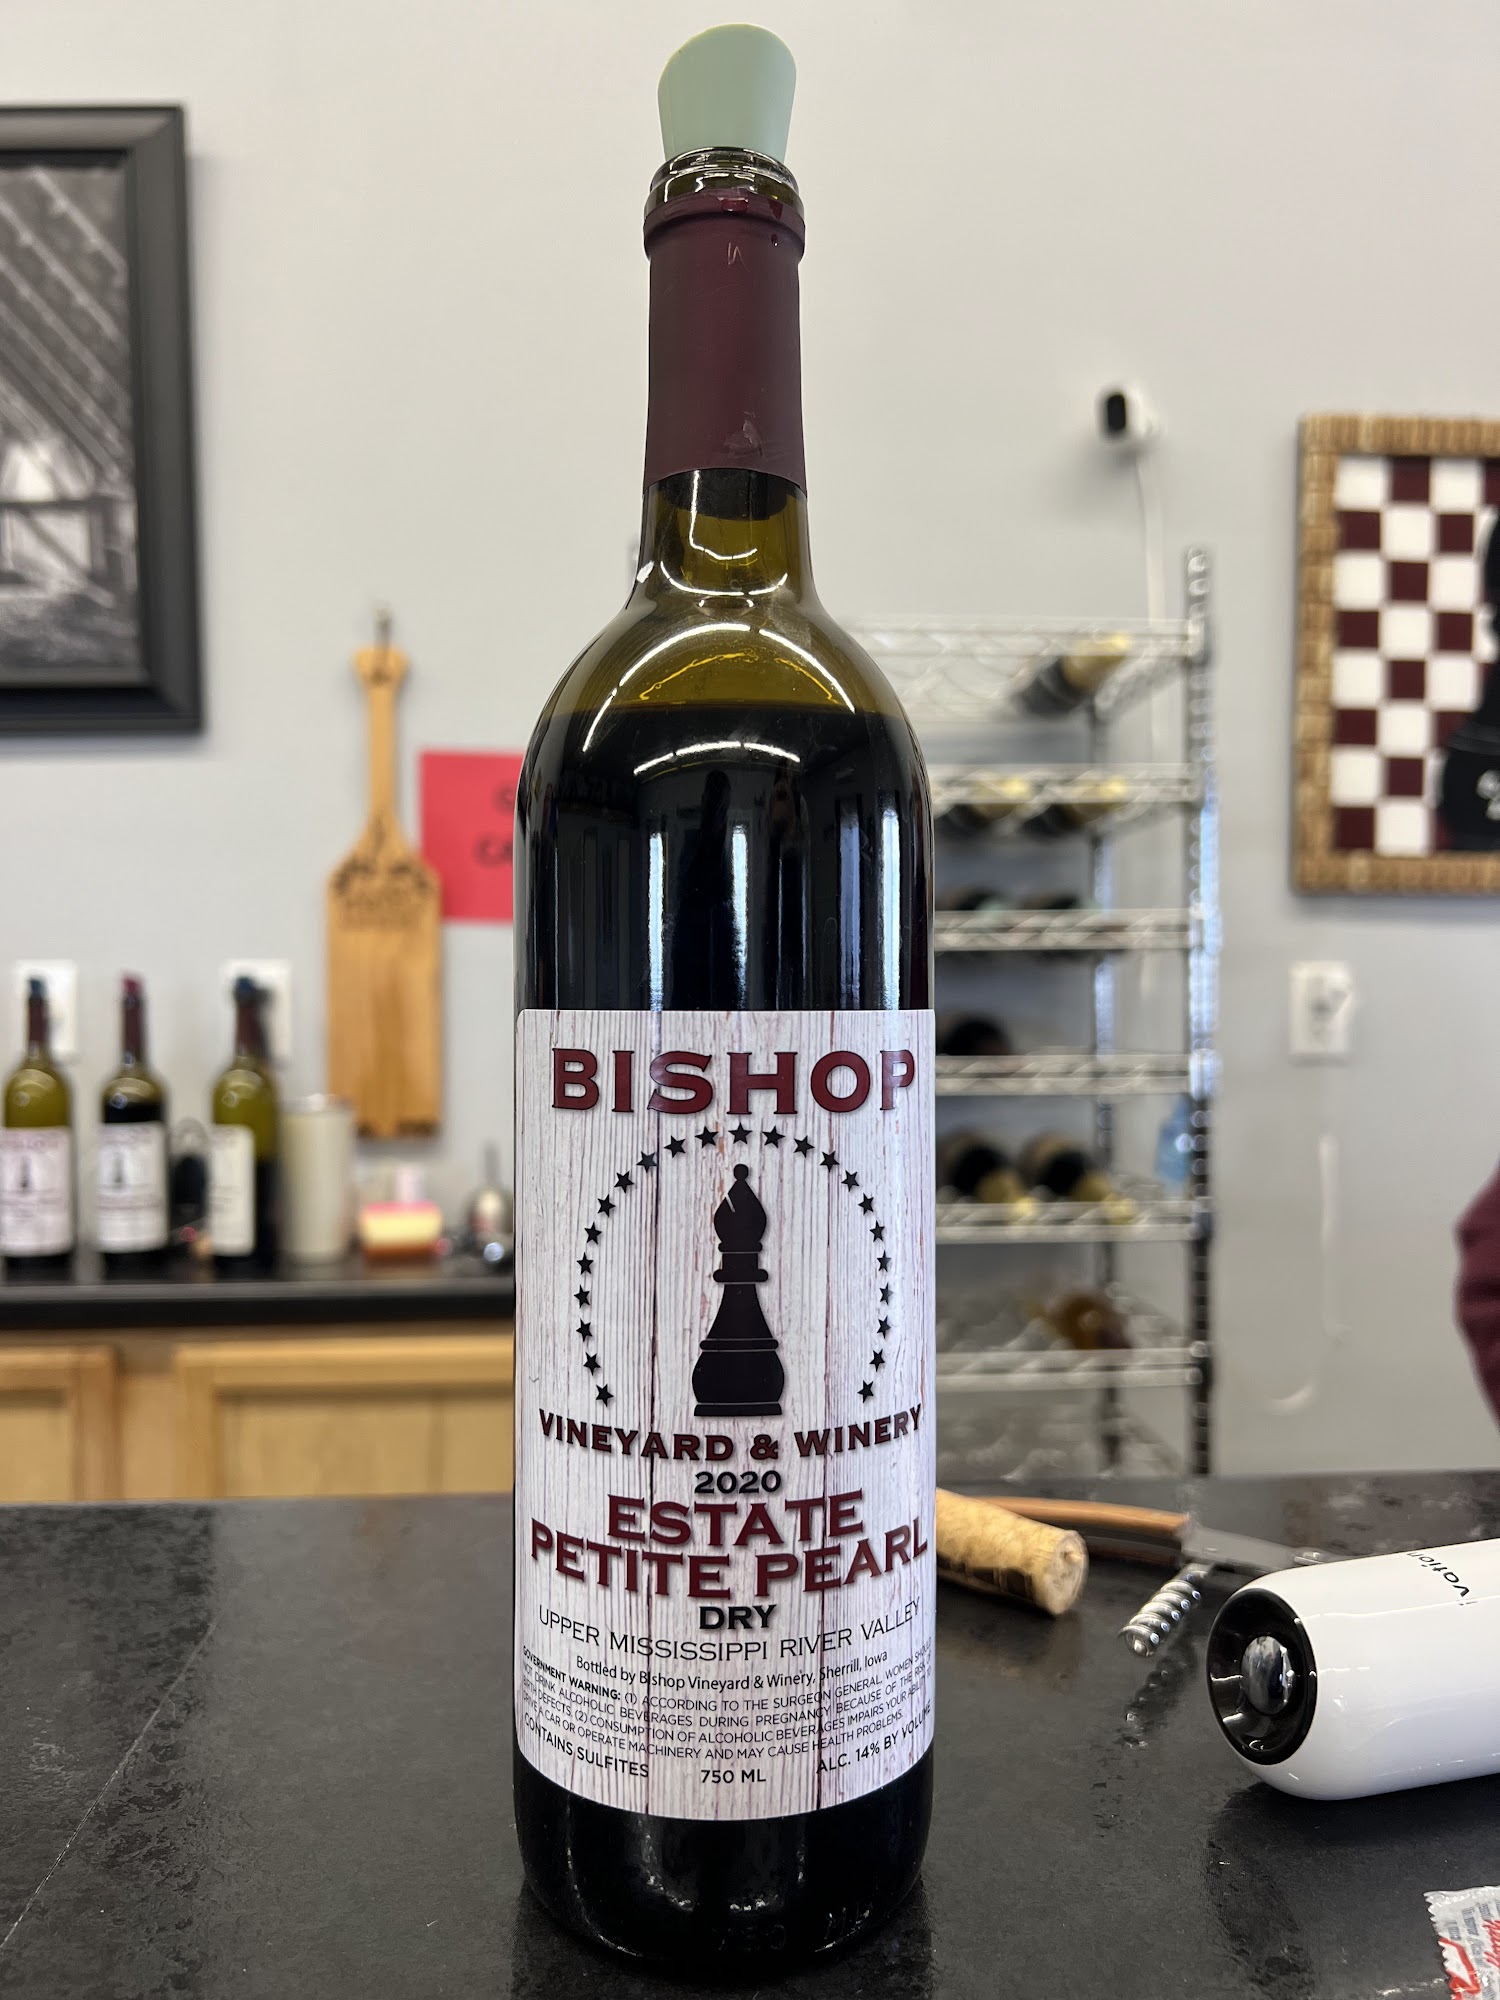 BISHOP
VINEYARD & WINERY
2020
ESTATE
PETITE PEARL
DRY
UPPER MISSISSIPPI RIVER VALLEY
Bottled by Bishop Vineyard & Winery, Sherrill, Iowa
GOVERNMENT WARNING: (1) ACCORDING TO THE SURGEON GENERAL, WOMEN SHOULD
NOT DRINK ALCOHOLIC BEVERAGES DURING PREGNANCY BECAUSE OF THE RISK OF
BIRTH DEFECTS. (2) CONSUMPTION OF ALCOHOLIC BEVERAGES IMPAIRS YOUR ABILITY TO
DRIVE A CAR OR OPERATE MACHINERY AND MAY CAUSE HEALTH PROBLEMS.
CONTAINS SULFITES 750 ML ALC. 14% BY VOLUME